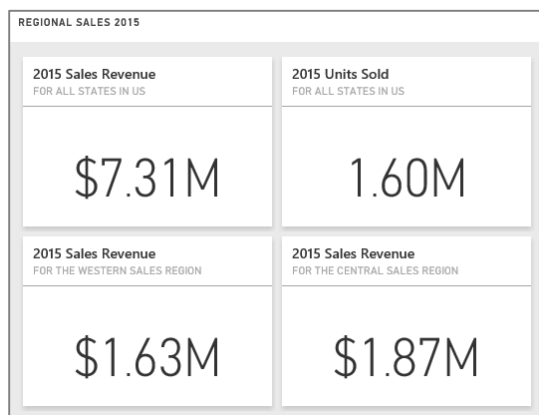 REGIONAL SALES 2015
2015 Sales Revenue
FOR ALL STATES IN US
$7.31M
2015 Units Sold
FOR ALL STATES IN US
1.60M
2015 Sales Revenue
FOR THE WESTERN SALES REGION
$1.63M
2015 Sales Revenue
FOR THE CENTRAL SALES REGION
$1.87M